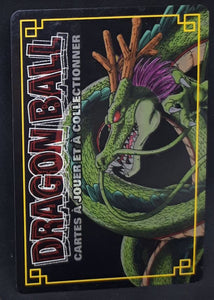 DRAGON BALL
CARTES À JOUER ET À COLLECTIONNER